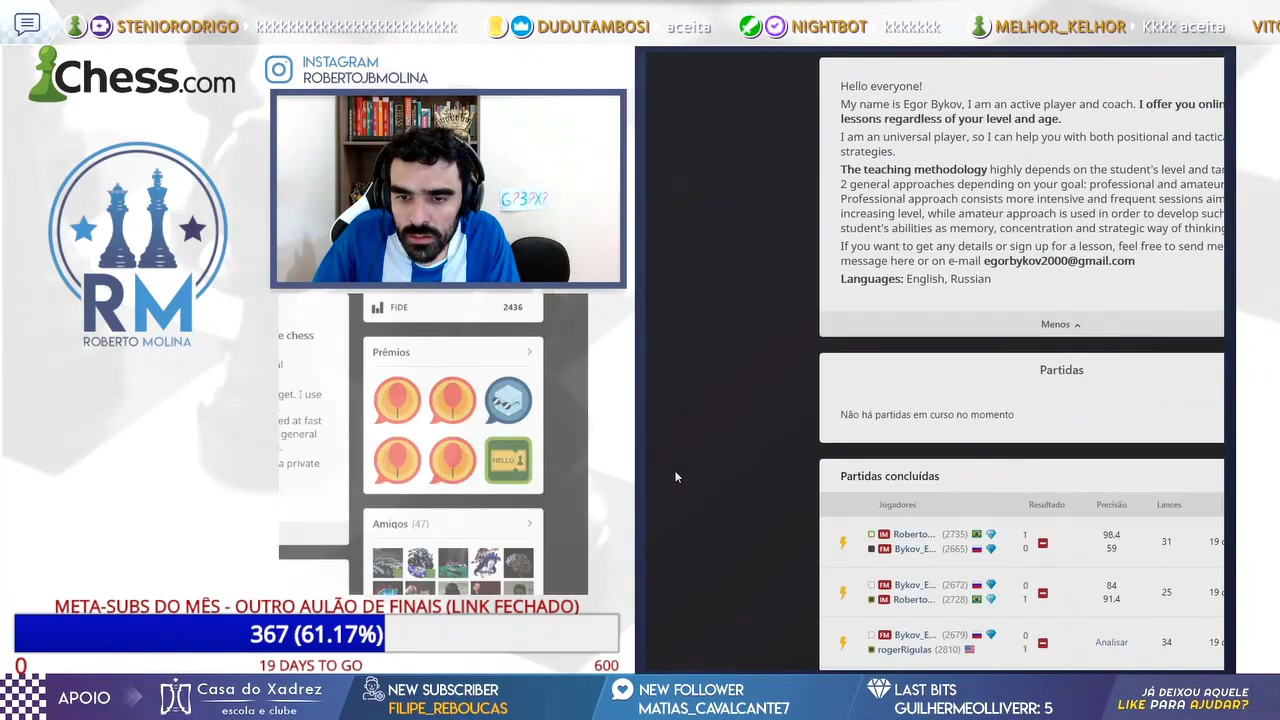 STENIORODRIGO kkkkkkkkkkkkkkkkkkkkkkkk DUDUTAMBOSI aceita NIGHTBOT kkkkkkk MELHOR_KELHOR Kkkk aceita VITO
Chess.com
INSTAGRAM
ROBERTOJBMOLINA
G?3?X?
RM
ROBERTO MOLINA
Hello everyone!
My name is Egor Bykov, I am an active player and coach. I offer you onlin
lessons regardless of your level and age.
I am an universal player, so I can help you with both positional and tactica
strategies.
The teaching methodology highly depends on the student's level and tar
2 general approaches depending on your goal: professional and amateur
Professional approach consists more intensive and frequent sessions aim
increasing level, while amateur approach is used in order to develop such
student's abilities as memory, concentration and strategic way of thinking
If you want to get any details or sign up for a lesson, feel free to send me
message here or on e-mail egorbykov2000@gmail.com
Languages: English, Russian
Menos
Partidas
Não há partidas em curso no momento
Partidas concluídas
Jogadores Resultado Precisão Lances
IM Roberto... (2735) 1 98.4
FM Bykov_E... (2665) 0 59
31 19 c
FM Bykov_E... (2672) 0 84
IM Roberto... (2728) 1 91.4
25 19 c
FM Bykov_E... (2679) 0
rogerRigulas (2810) 1
Analisar 34 19 c
FIDE 2436
e chess
al
get. I use
ed at fast
general
a private
Prêmios
HELLO
Amigos (47)
META-SUBS DO MÊS - OUTRO AULÃO DE FINAIS (LINK FECHADO)
367 (61.17%)
0 19 DAYS TO GO 600
APOIO
Casa do Xadrez
escola e clube
NEW SUBSCRIBER
FILIPE_REBOUCAS
NEW FOLLOWER
MATIAS_CAVALCANTE7
LAST BITS
GUILHERMEOLLIVERR: 5
JÁ DEIXOU AQUELE
LIKE PARA AJUDAR?